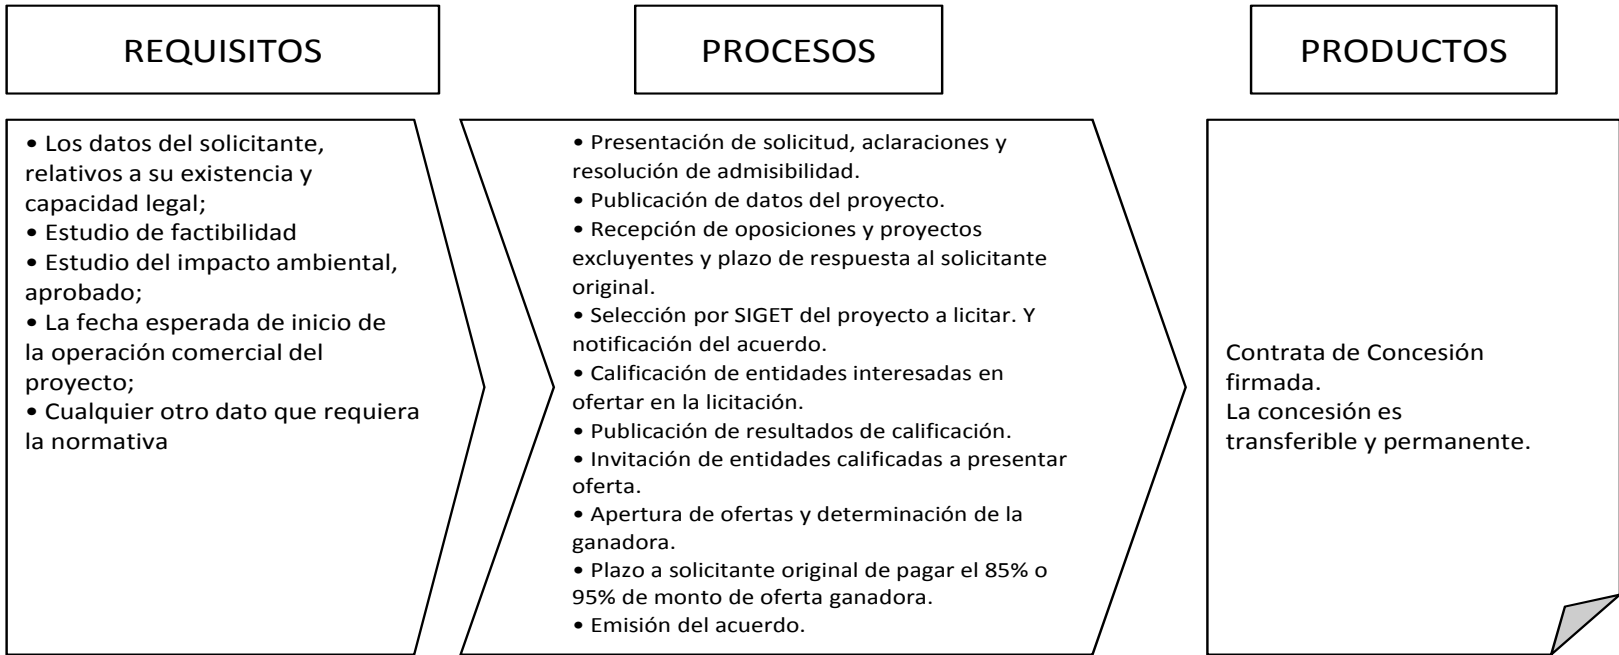 REQUISITOS
PROCESOS
PRODUCTOS
• Los datos del solicitante,
relativos a su existencia y
capacidad legal;
• Estudio de factibilidad
• Estudio del impacto ambiental,
aprobado;
• La fecha esperada de inicio de
la operación comercial del
proyecto;
• Cualquier otro dato que requiera
la normativa
• Presentación de solicitud, aclaraciones y
resolución de admisibilidad.
• Publicación de datos del proyecto.
• Recepción de oposiciones y proyectos
excluyentes y plazo de respuesta al solicitante
original.
• Selección por SIGET del proyecto a licitar. Y
notificación del acuerdo.
• Calificación de entidades interesadas en
ofertar en la licitación.
• Publicación de resultados de calificación.
• Invitación de entidades calificadas a presentar
oferta.
• Apertura de ofertas y determinación de la
ganadora.
• Plazo a solicitante original de pagar el 85% o
95% de monto de oferta ganadora.
• Emisión del acuerdo.
Contrata de Concesión
firmada.
La concesión es
transferible y permanente.